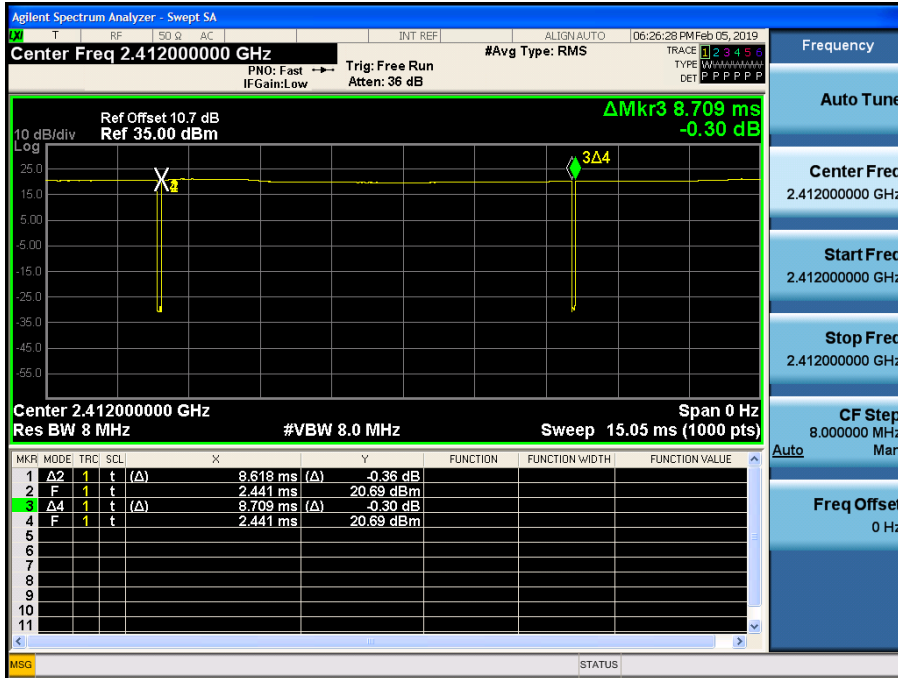 Agilent Spectrum Analyzer - Swept SA
LXI T RF 50 Ω AC INT REF ALIGN AUTO 06:26:28 PM Feb 05, 2019
Center Freq 2.412000000 GHz
PNO: Fast
IFGain:Low
Trig: Free Run
Atten: 36 dB
#Avg Type: RMS
TRACE 1 2 3 4 5 6
TYPE WWWWWW
DET P P P P P P
Ref Offset 10.7 dB
Ref 35.00 dBm
10 dB/div
Log
ΔMkr3 8.709 ms
-0.30 dB
25.0
15.0
5.00
-5.00
-15.0
-25.0
-35.0
-45.0
-55.0
3Δ4
Center 2.412000000 GHz Span 0 Hz
Res BW 8 MHz #VBW 8.0 MHz Sweep 15.05 ms (1000 pts)
MKR MODE TRC SCL X Y FUNCTION FUNCTION WIDTH FUNCTION VALUE
1 Δ2 1 t (Δ) 8.618 ms (Δ) -0.36 dB
2 F 1 t 2.441 ms 20.69 dBm
3 Δ4 1 t (Δ) 8.709 ms (Δ) -0.30 dB
4 F 1 t 2.441 ms 20.69 dBm
5
6
7
8
9
10
11
MSG STATUS
Frequency
Auto Tune
Center Freq
2.412000000 GHz
Start Freq
2.412000000 GHz
Stop Freq
2.412000000 GHz
CF Step
8.000000 MHz
Auto Man
Freq Offset
0 Hz